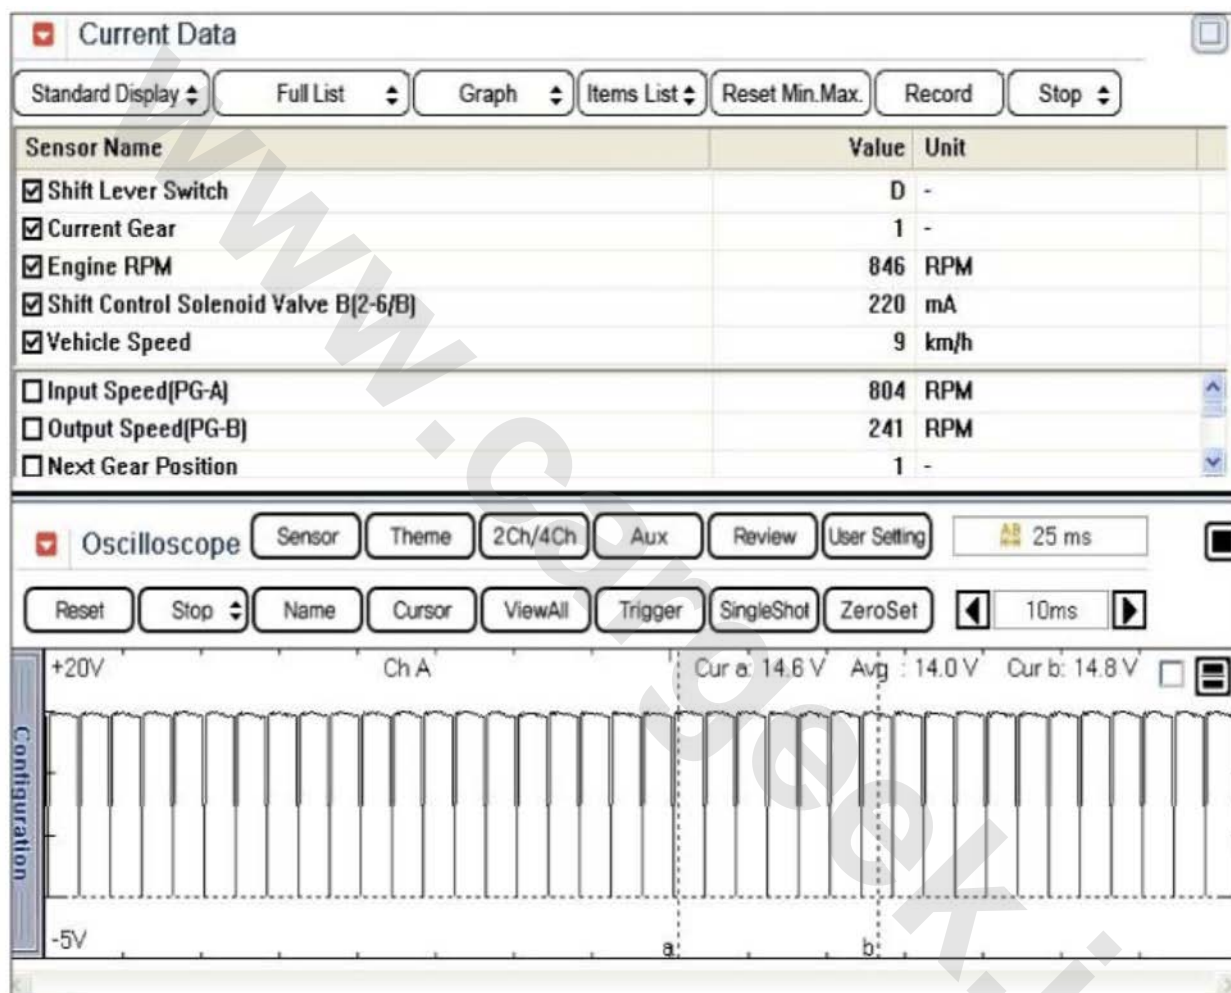 Current Data
Standard Display Full List Graph Items List Reset Min.Max. Record Stop
Sensor Name Value Unit
Shift Lever Switch D -
Current Gear 1 -
Engine RPM 846 RPM
Shift Control Solenoid Valve B(2-6/B) 220 mA
Vehicle Speed 9 km/h
Input Speed(PG-A) 804 RPM
Output Speed(PG-B) 241 RPM
Next Gear Position 1 -
Oscilloscope Sensor Theme 2Ch/4Ch Aux Review User Setting AB 25 ms
Reset Stop Name Cursor ViewAll Trigger SingleShot ZeroSet 10ms
+20V Ch A Cur a: 14.6 V Avg : 14.0 V Cur b: 14.8 V
Configuration
-5V a b
www.cargeek.